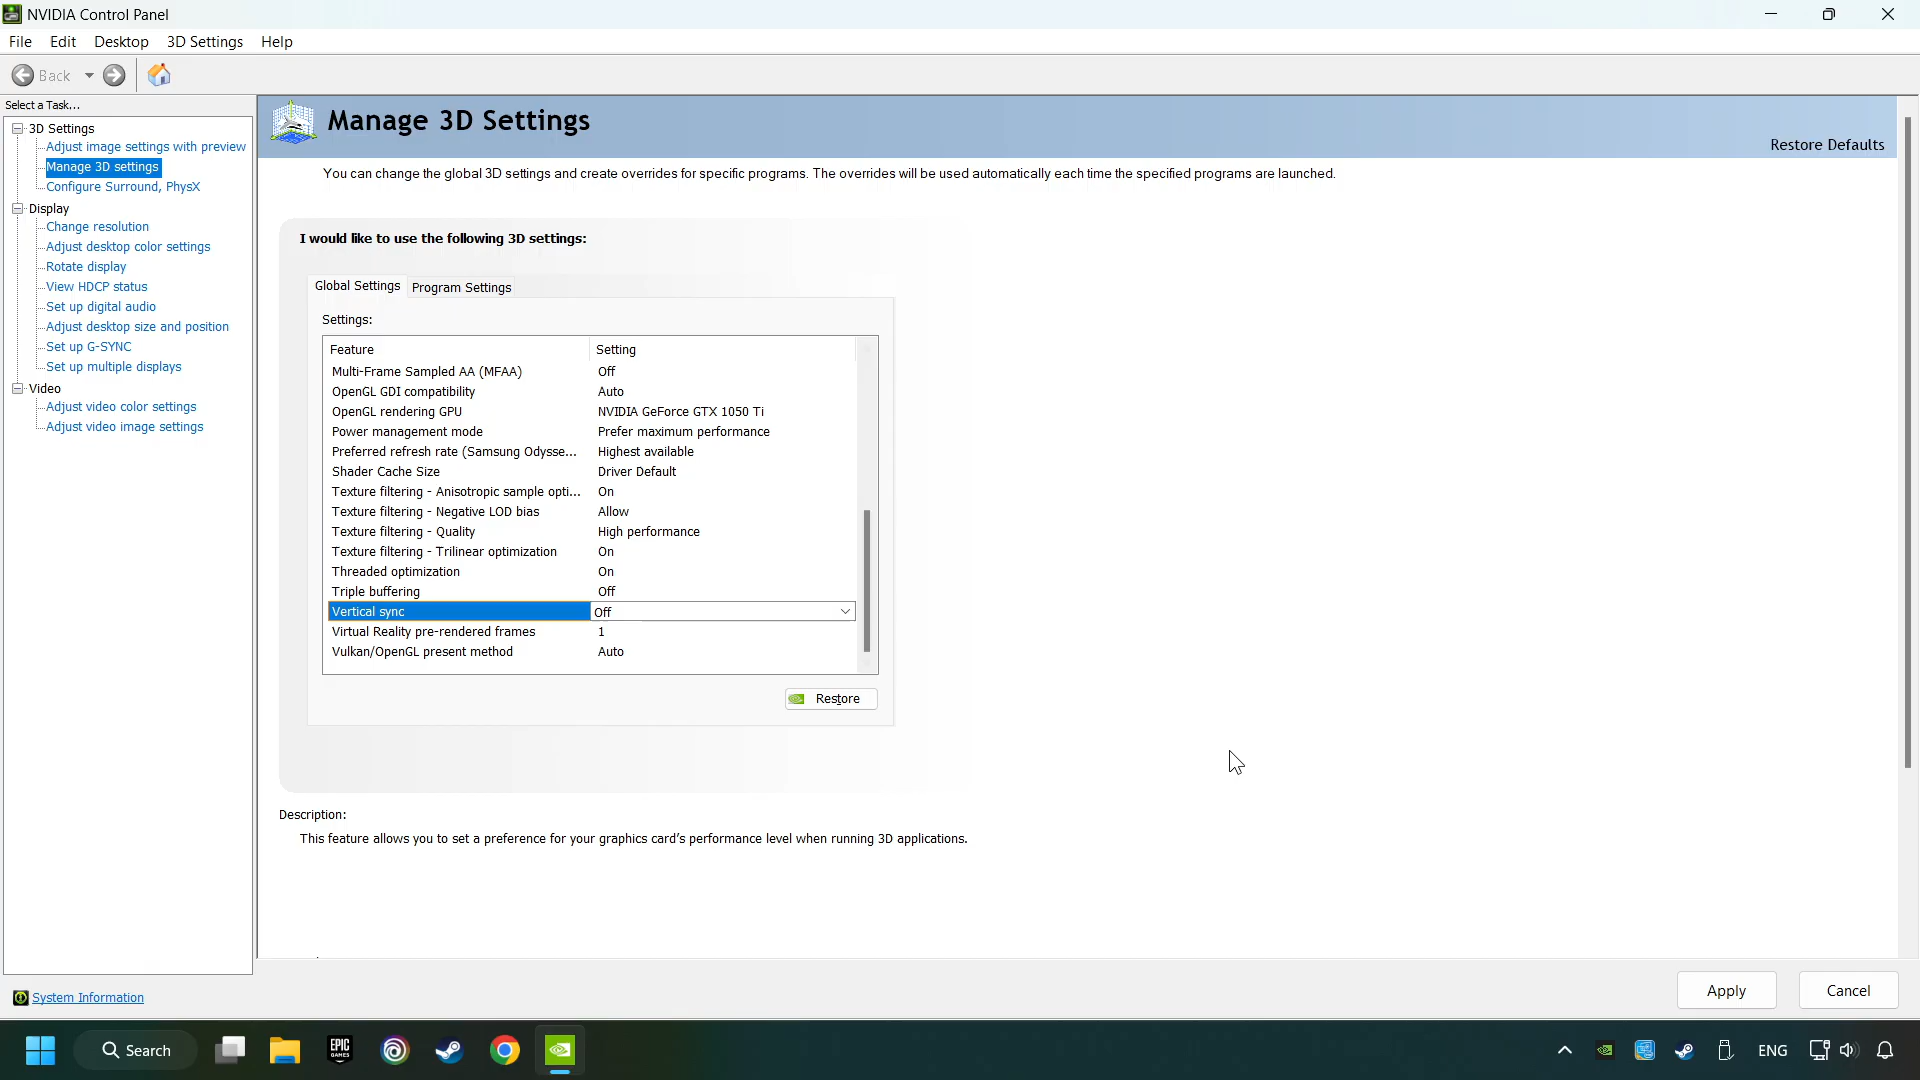 NVIDIA Control Panel
File Edit Desktop 3D Settings Help
Back
Select a Task...
3D Settings
Adjust image settings with preview
Manage 3D settings
Configure Surround, PhysX
Display
Change resolution
Adjust desktop color settings
Rotate display
View HDCP status
Set up digital audio
Adjust desktop size and position
Set up G-SYNC
Set up multiple displays
Video
Adjust video color settings
Adjust video image settings
System Information
Manage 3D Settings
Restore Defaults
You can change the global 3D settings and create overrides for specific programs. The overrides will be used automatically each time the specified programs are launched.
I would like to use the following 3D settings:
Global Settings Program Settings
Settings:
Feature Setting
Multi-Frame Sampled AA (MFAA) Off
OpenGL GDI compatibility Auto
OpenGL rendering GPU NVIDIA GeForce GTX 1050 Ti
Power management mode Prefer maximum performance
Preferred refresh rate (Samsung Odysse... Highest available
Shader Cache Size Driver Default
Texture filtering - Anisotropic sample opti... On
Texture filtering - Negative LOD bias Allow
Texture filtering - Quality High performance
Texture filtering - Trilinear optimization On
Threaded optimization On
Triple buffering Off
Vertical sync Off
Virtual Reality pre-rendered frames 1
Vulkan/OpenGL present method Auto
Restore
Description:
This feature allows you to set a preference for your graphics card's performance level when running 3D applications.
Apply Cancel
Search EPIC GAMES ENG